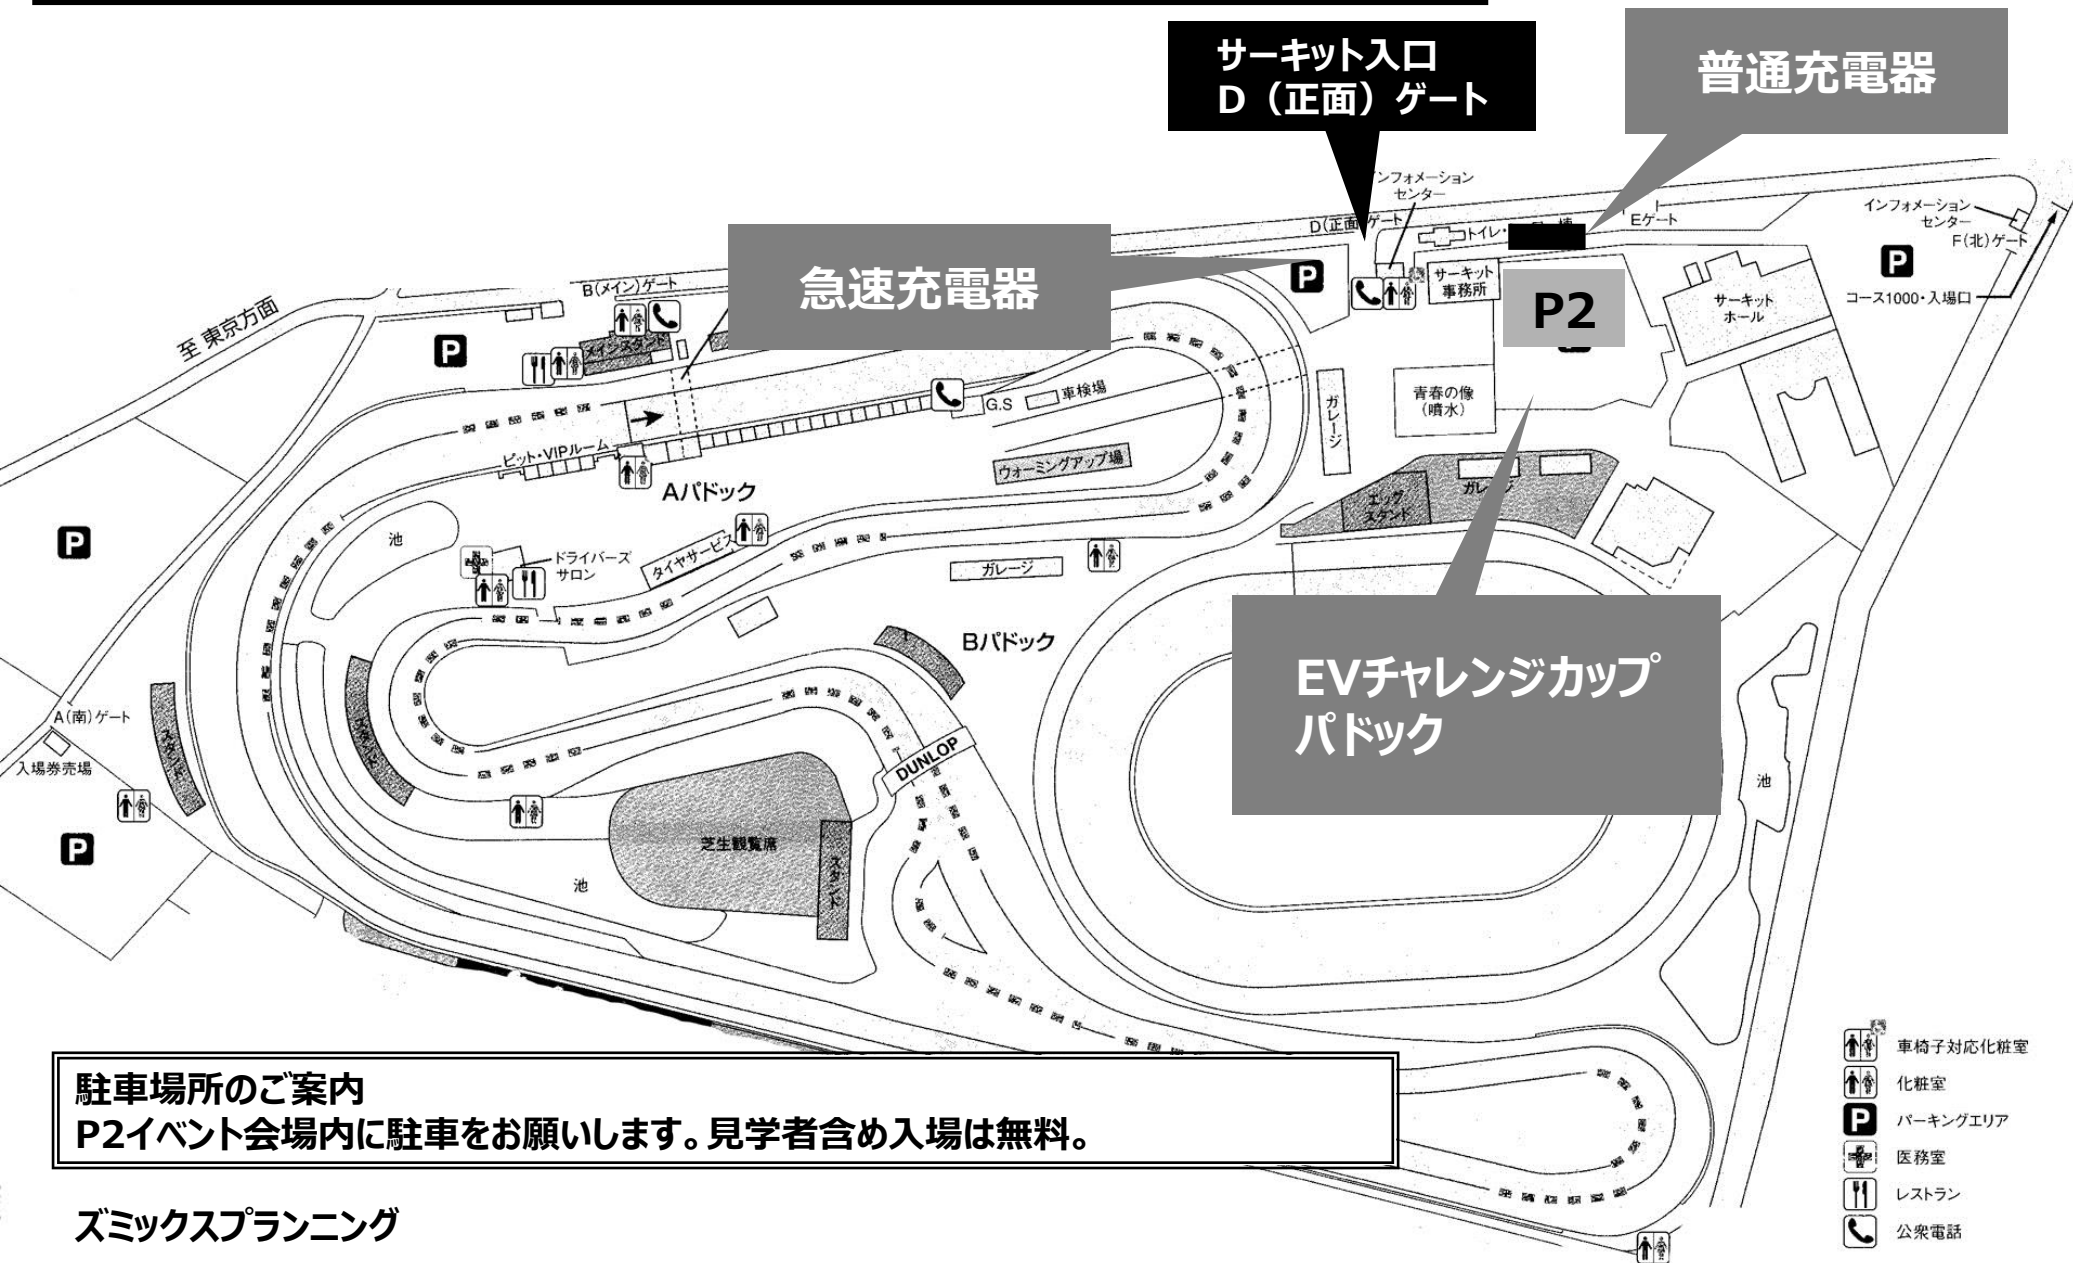 サーキット入口
D（正面）ゲート
普通充電器
急速充電器
P2
EVチャレンジカップ
パドック
ンフォメーション
センター
D(正面)ゲート
トイレ・
Eゲート
インフォメーション
センター
F(北)ゲート
コース1000・入場口
サーキット
事務所
サーキット
ホール
P
P
至 東京方面
B(メイン)ゲート
P
メインスタンド
青春の像
(噴水)
ガレージ
G.S
車検場
ピット・VIPルーム
ウォーミングアップ場
Aパドック
エッグ
スタンド
ガレージ
P
池
ドライバーズ
サロン
タイヤサービス
ガレージ
Bパドック
A(南)ゲート
入場券売場
スタンド
スタンド
DUNLOP
池
P
芝生観覧席
スタンド
池
駐車場所のご案内
P2イベント会場内に駐車をお願いします。見学者含め入場は無料。
ズミックスプランニング
車椅子対応化粧室
化粧室
P パーキングエリア
医務室
レストラン
公衆電話